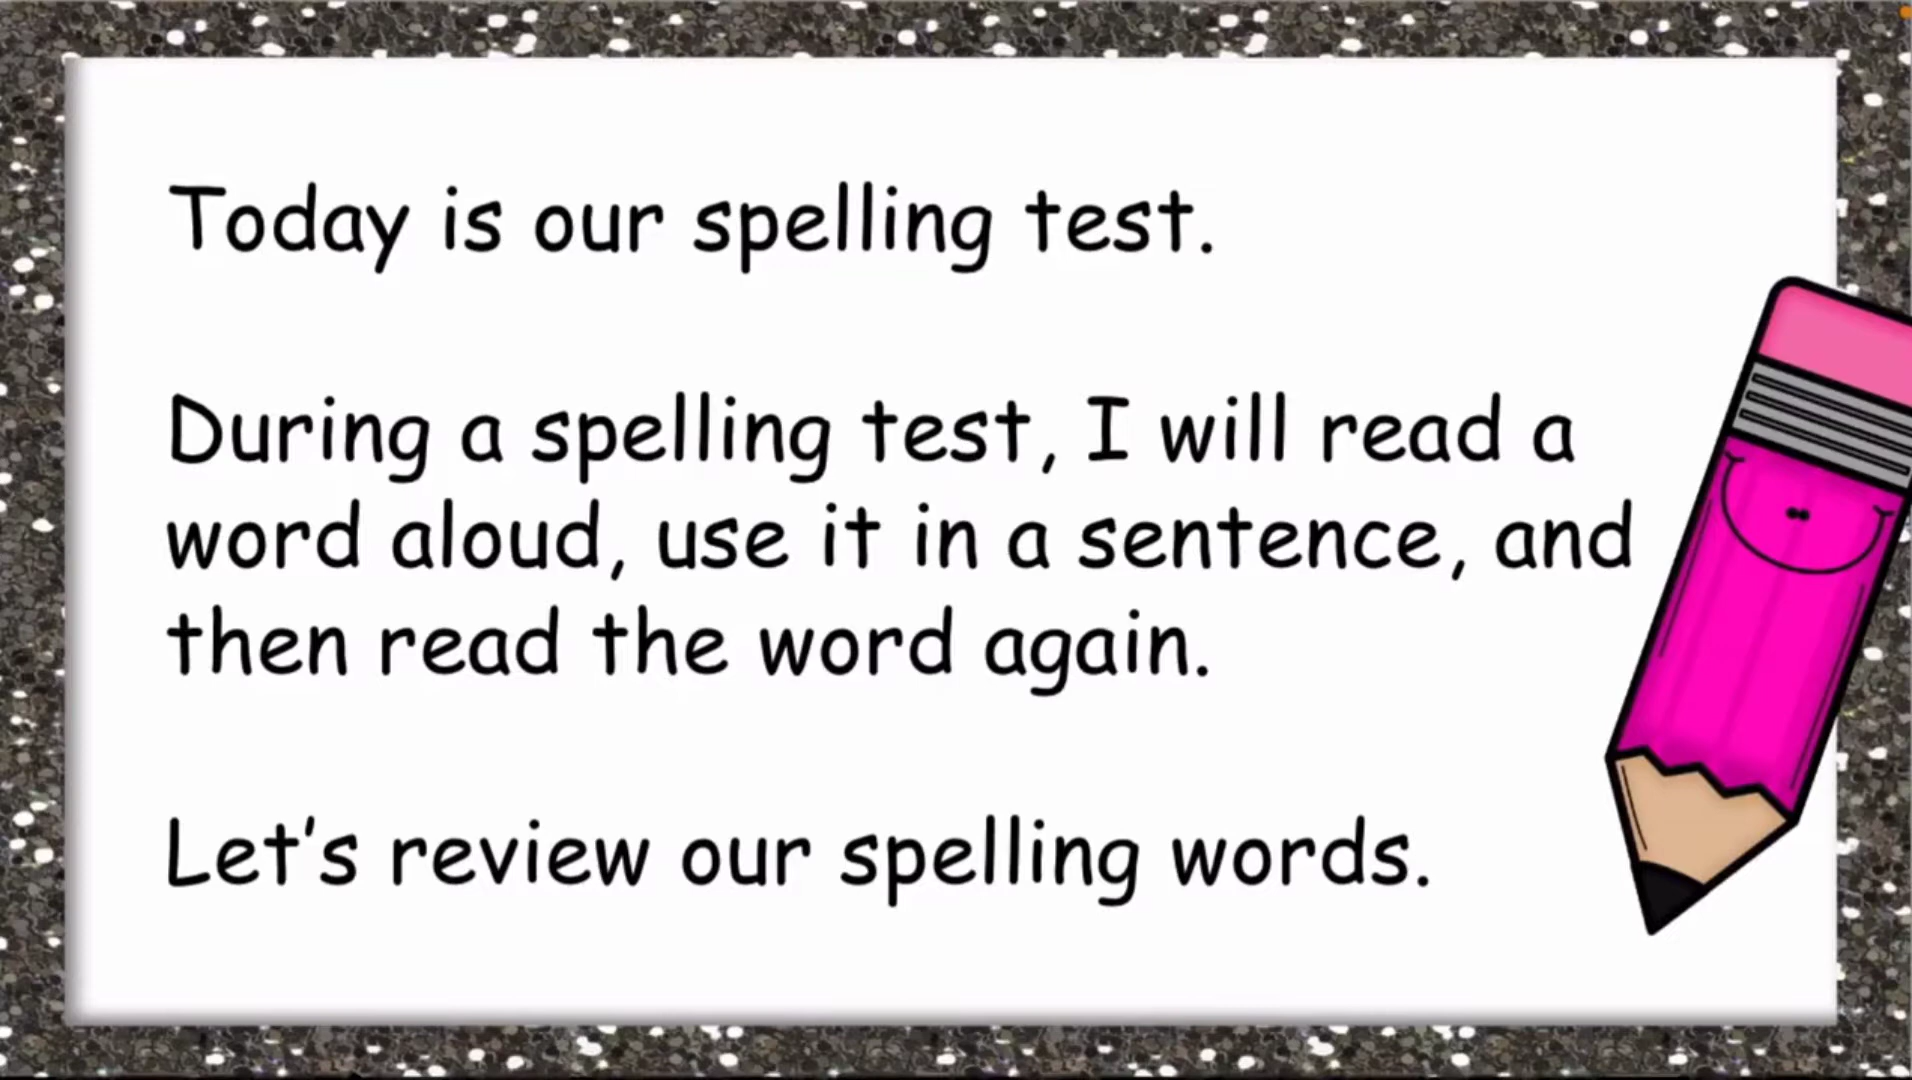 Today is our spelling test.
During a spelling test, I will read a
word aloud, use it in a sentence, and
then read the word again.
Let's review our spelling words.